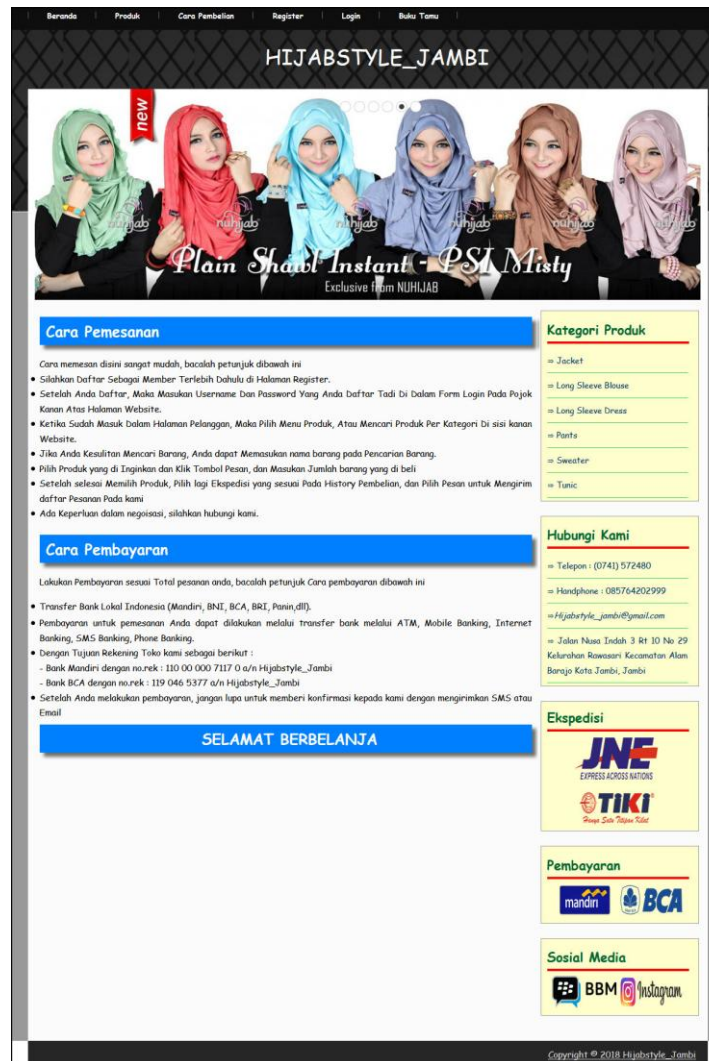 Beranda Produk Cara Pembelian Register Login Buku Tamu
HIJABSTYLE_JAMBI
new
nuhijab nuhijab nuhijab nuhijab nuhijab nuhijab
Plain Shawl Instant - PSI Misty
Exclusive from NUHIJAB
Cara Pemesanan
Cara memesan disini sangat mudah, bacalah petunjuk dibawah ini
• Silahkan Daftar Sebagai Member Terlebih Dahulu di Halaman Register.
• Setelah Anda Daftar, Maka Masukan Username Dan Password Yang Anda Daftar Tadi Di Dalam Form Login Pada Pojok
Kanan Atas Halaman Website.
• Ketika Sudah Masuk Dalam Halaman Pelanggan, Maka Pilih Menu Produk, Atau Mencari Produk Per Kategori Di sisi kanan
Website.
• Jika Anda Kesulitan Mencari Barang, Anda dapat Memasukan nama barang pada Pencarian Barang.
• Pilih Produk yang di Inginkan dan Klik Tombol Pesan, dan Masukan Jumlah barang yang di beli
• Setelah selesai Memilih Produk, Pilih lagi Ekspedisi yang sesuai Pada History Pembelian, dan Pilih Pesan untuk Mengirim
daftar Pesanan Pada kami
• Ada Keperluan dalam negoisasi, silahkan hubungi kami.
Cara Pembayaran
Lakukan Pembayaran sesuai Total pesanan anda, bacalah petunjuk Cara pembayaran dibawah ini
• Transfer Bank Lokal Indonesia (Mandiri, BNI, BCA, BRI, Panin,dll).
• Pembayaran untuk pemesanan Anda dapat dilakukan melalui transfer bank melalui ATM, Mobile Banking, Internet
Banking, SMS Banking, Phone Banking.
• Dengan Tujuan Rekening Toko kami sebagai berikut :
- Bank Mandiri dengan no.rek : 110 00 000 7117 0 a/n Hijabstyle_Jambi
- Bank BCA dengan no.rek : 119 046 5377 a/n Hijabstyle_Jambi
• Setelah Anda melakukan pembayaran, jangan lupa untuk memberi konfirmasi kepada kami dengan mengirimkan SMS atau
Email
SELAMAT BERBELANJA
Kategori Produk
⇒ Jacket
⇒ Long Sleeve Blouse
⇒ Long Sleeve Dress
⇒ Pants
⇒ Sweater
⇒ Tunic
Hubungi Kami
⇒ Telepon : (0741) 572480
⇒ Handphone : 085764202999
⇒Hijabstyle_jambi@gmail.com
⇒ Jalan Nusa Indah 3 Rt 10 No 29
Kelurahan Rawasari Kecamatan Alam
Barajo Kota Jambi, Jambi
Ekspedisi
JNE
EXPRESS ACROSS NATIONS
TIKI
Hanya Satu Titipan Kilat
Pembayaran
mandiri BCA
Sosial Media
BBM Instagram
Copyright © 2018 Hijabstyle_Jambi